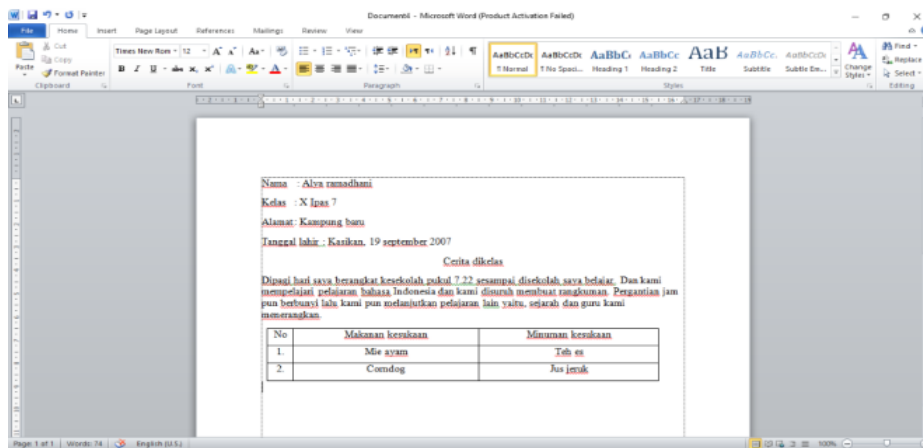 Document4 - Microsoft Word (Product Activation Failed)
File Home Insert Page Layout References Mailings Review View
Paste
Cut
Copy
Format Painter
Clipboard
Times New Rom 12
Font
Paragraph
AaBbCcDc AaBbCcDc AaBbCc AaBbCc AaB AaBbCc. AaBbCcDc
¶ Normal ¶ No Spaci... Heading 1 Heading 2 Title Subtitle Subtle Em...
Change Styles
Styles
Find
Replace
Select
Editing
Nama : Alya ramadhani
Kelas : X Ipas 7
Alamat: Kampung baru
Tanggal lahir : Kasikan, 19 september 2007
Cerita dikelas
Dipagi hari saya berangkat kesekolah pukul 7.22 sesampai disekolah saya belajar. Dan kami
mempelajari pelajaran bahasa Indonesia dan kami disuruh membuat rangkuman. Pergantian jam
pun berbunyi lalu kami pun melanjutkan pelajaran lain yaitu, sejarah dan guru kami
menerangkan.
No Makanan kesukaan Minuman kesukaan
1. Mie ayam Teh es
2. Corndog Jus jeruk
Page: 1 of 1 Words: 74 English (U.S.) 100%